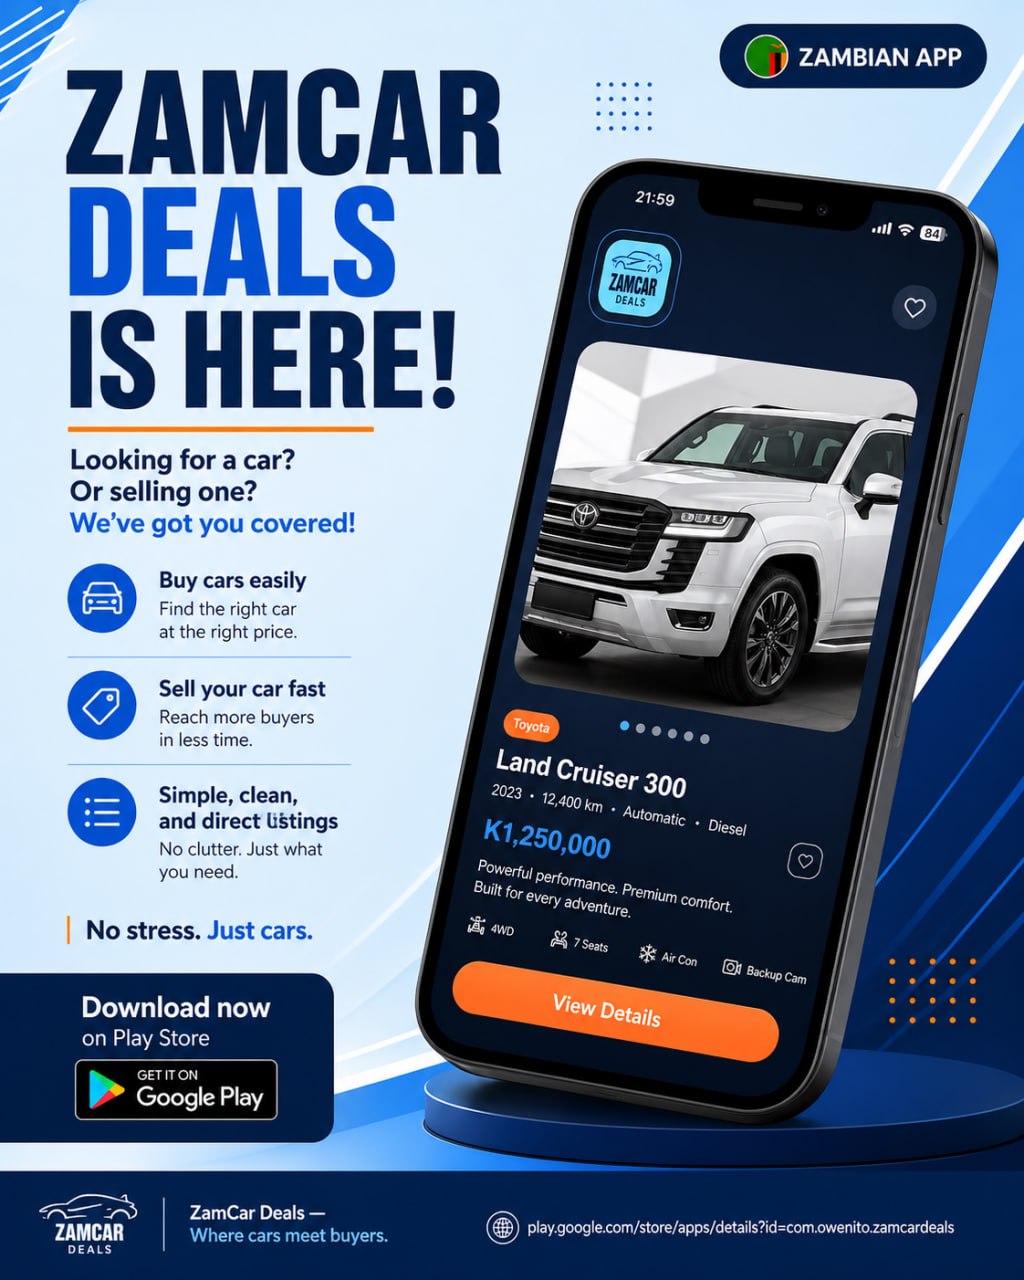 ZAMBIAN APP
ZAMCAR
DEALS
IS HERE!
Looking for a car?
Or selling one?
We've got you covered!
Buy cars easily
Find the right car
at the right price.
Sell your car fast
Reach more buyers
in less time.
Simple, clean,
and direct listings
No clutter. Just what
you need.
No stress. Just cars.
Download now
on Play Store
GET IT ON
Google Play
21:59
84
ZAMCAR
DEALS
Toyota
Land Cruiser 300
2023 • 12,400 km • Automatic • Diesel
K1,250,000
Powerful performance. Premium comfort.
Built for every adventure.
4WD
7 Seats
Air Con
Backup Cam
View Details
ZAMCAR
DEALS
ZamCar Deals —
Where cars meet buyers.
play.google.com/store/apps/details?id=com.owenito.zamcardeals